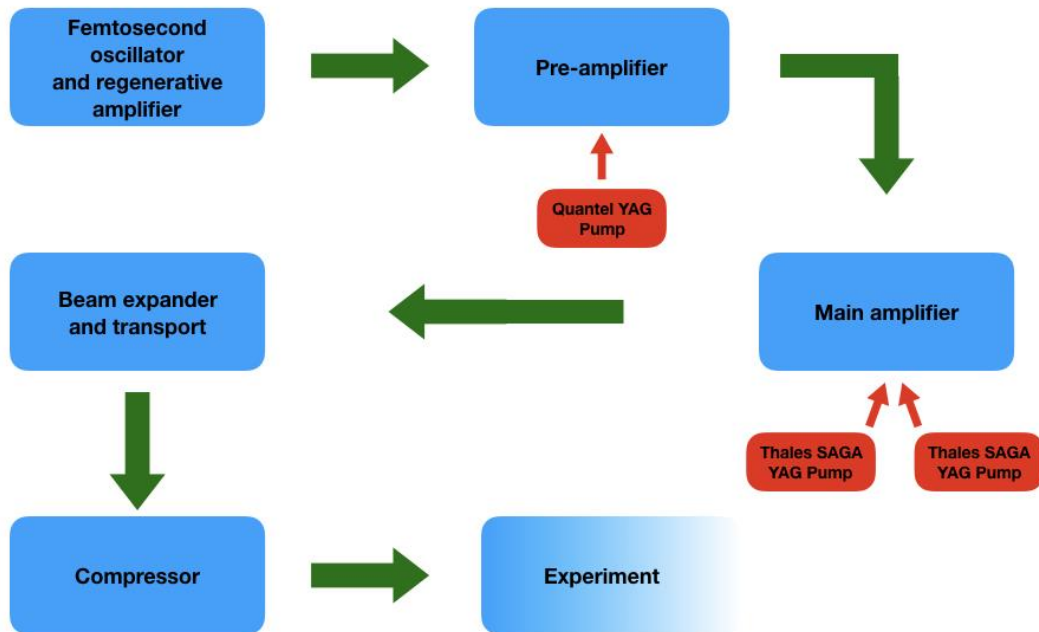 Femtosecond
oscillator
and regenerative
amplifier
Pre-amplifier
Quantel YAG
Pump
Beam expander
and transport
Main amplifier
Thales SAGA
YAG Pump
Thales SAGA
YAG Pump
Compressor
Experiment